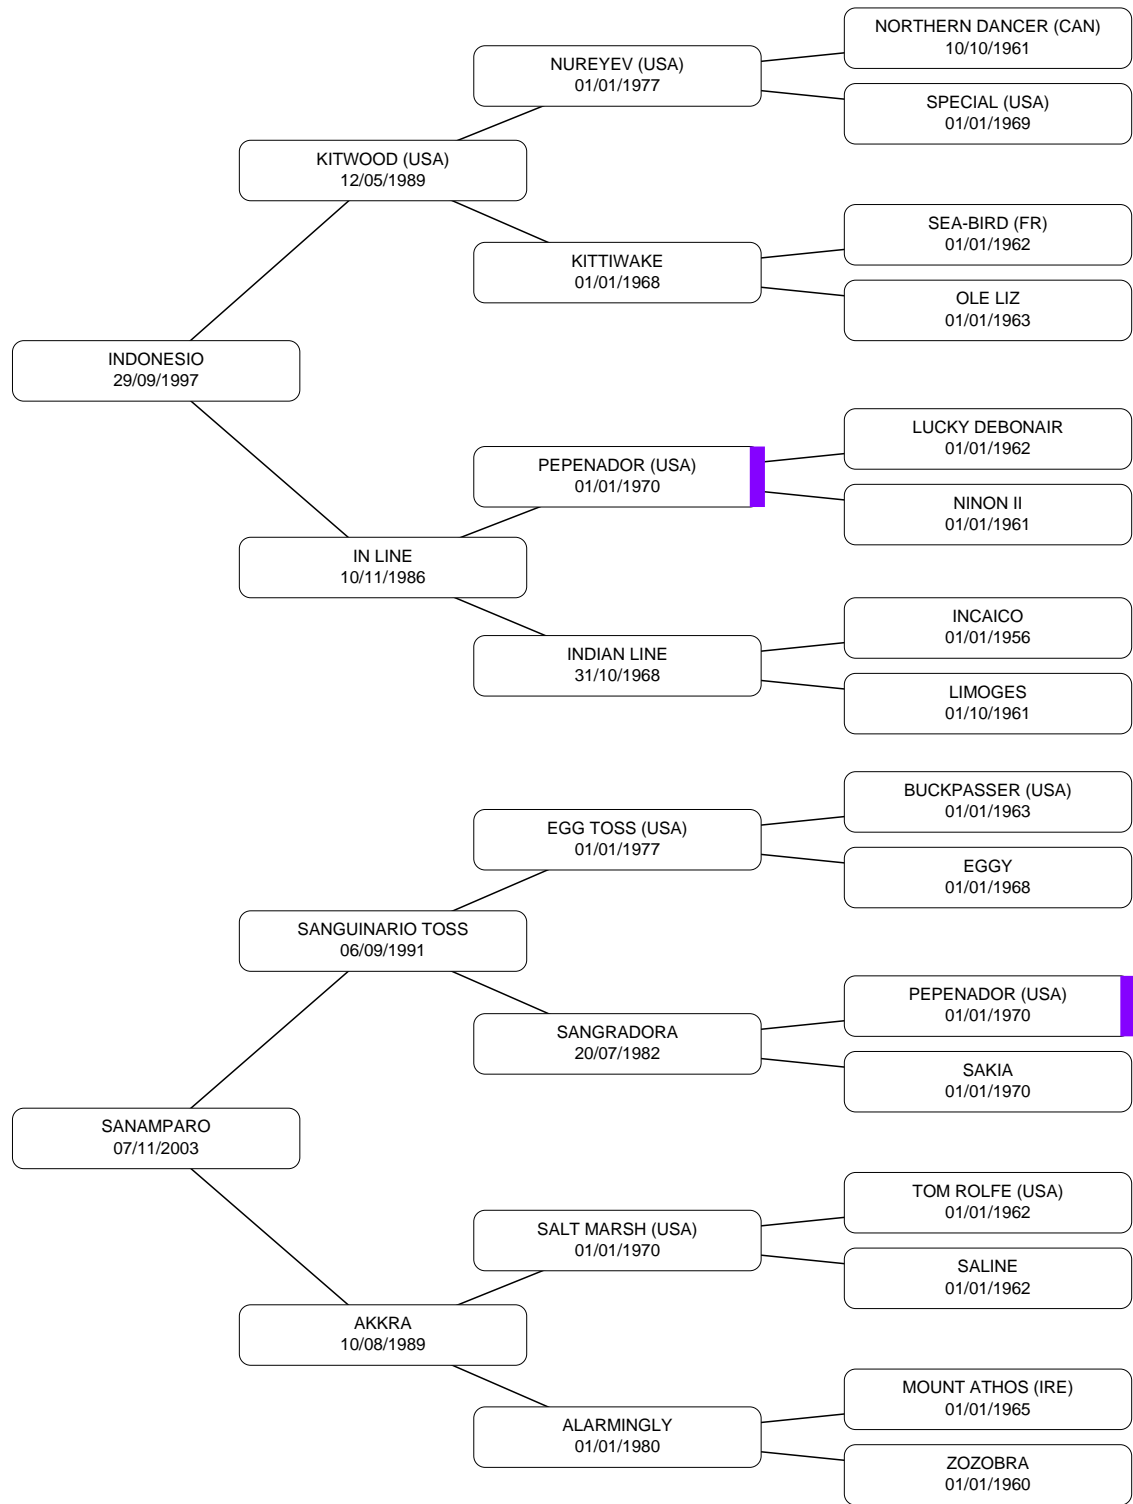 NORTHERN DANCER (CAN)
10/10/1961
NUREYEV (USA)
01/01/1977
SPECIAL (USA)
01/01/1969
KITWOOD (USA)
12/05/1989
SEA-BIRD (FR)
01/01/1962
KITTIWAKE
01/01/1968
OLE LIZ
01/01/1963
INDONESIO
29/09/1997
LUCKY DEBONAIR
01/01/1962
PEPENADOR (USA)
01/01/1970
NINON II
01/01/1961
IN LINE
10/11/1986
INCAICO
01/01/1956
INDIAN LINE
31/10/1968
LIMOGES
01/10/1961
BUCKPASSER (USA)
01/01/1963
EGG TOSS (USA)
01/01/1977
EGGY
01/01/1968
SANGUINARIO TOSS
06/09/1991
PEPENADOR (USA)
01/01/1970
SANGRADORA
20/07/1982
SAKIA
01/01/1970
SANAMPARO
07/11/2003
TOM ROLFE (USA)
01/01/1962
SALT MARSH (USA)
01/01/1970
SALINE
01/01/1962
AKKRA
10/08/1989
MOUNT ATHOS (IRE)
01/01/1965
ALARMINGLY
01/01/1980
ZOZOBRA
01/01/1960